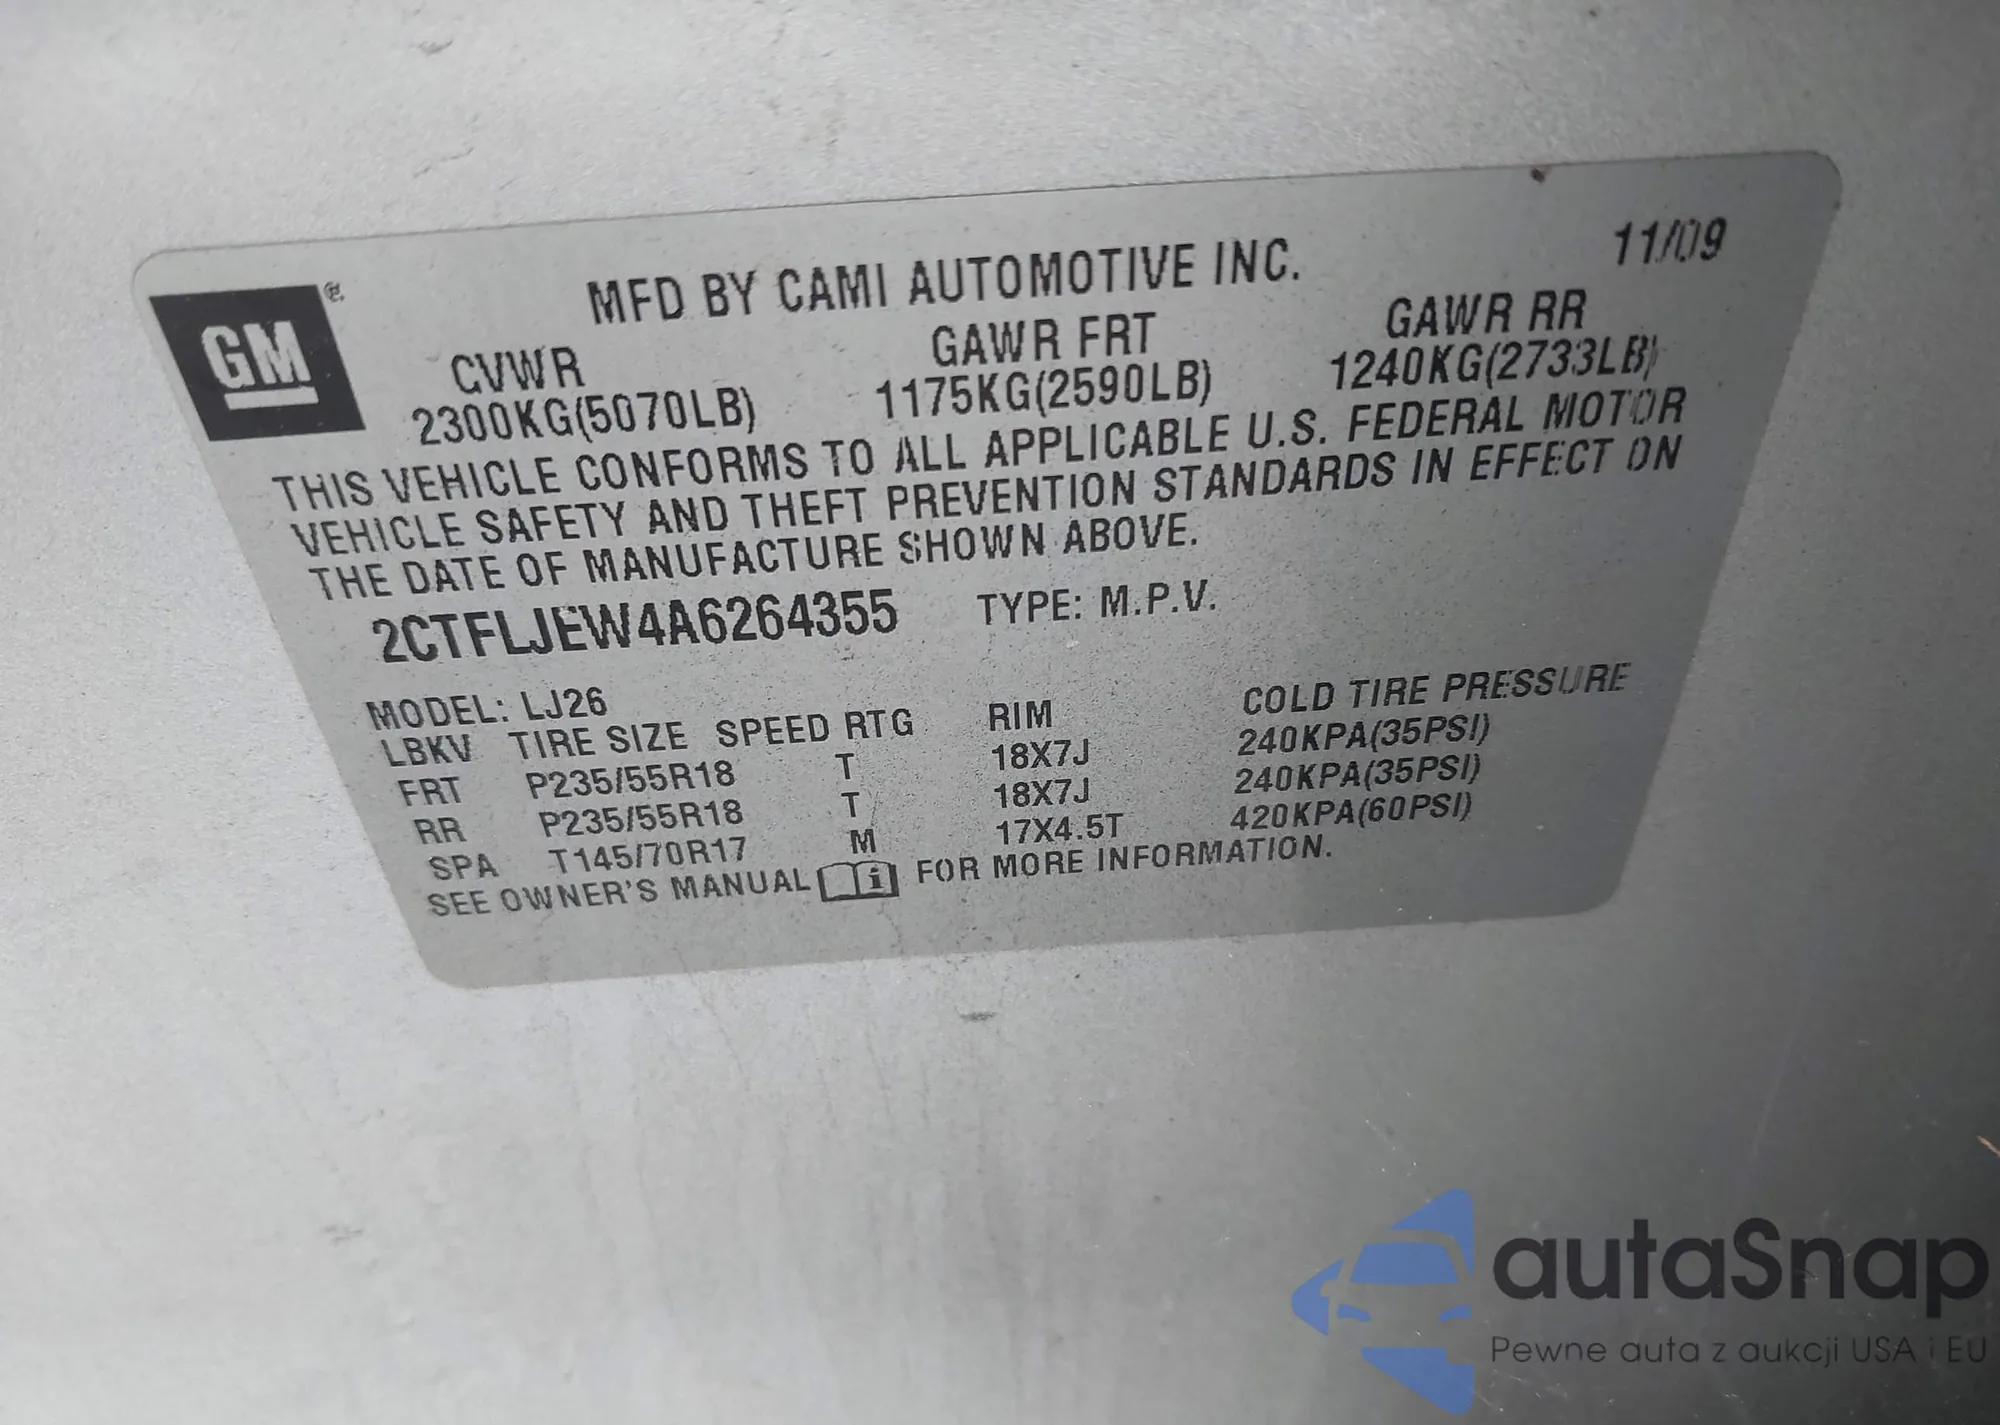 GM
MFD BY CAMI AUTOMOTIVE INC. 11/09
GVWR GAWR FRT GAWR RR
2300KG(5070LB) 1175KG(2590LB) 1240KG(2733LB)
THIS VEHICLE CONFORMS TO ALL APPLICABLE U.S. FEDERAL MOTOR
VEHICLE SAFETY AND THEFT PREVENTION STANDARDS IN EFFECT ON
THE DATE OF MANUFACTURE SHOWN ABOVE.
2CTFLJEW4A6264355 TYPE: M.P.V.
MODEL: LJ26
LBKV TIRE SIZE SPEED RTG RIM COLD TIRE PRESSURE
FRT P235/55R18 T 18X7J 240KPA(35PSI)
RR P235/55R18 T 18X7J 240KPA(35PSI)
SPA T145/70R17 M 17X4.5T 420KPA(60PSI)
SEE OWNER'S MANUAL i FOR MORE INFORMATION.
autaSnap
Pewne auta z aukcji USA i EU